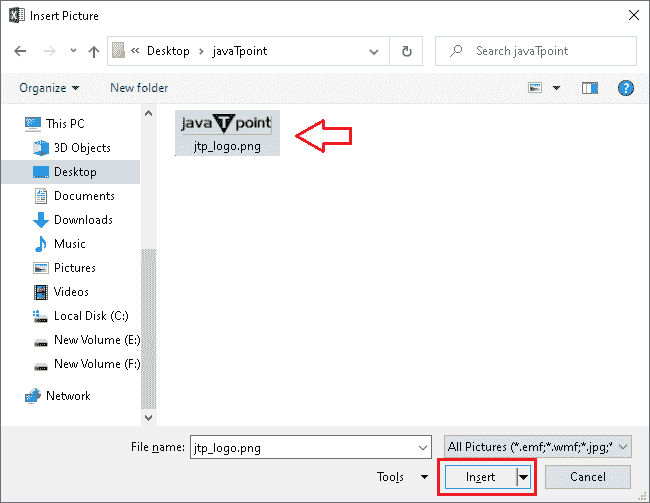 Insert Picture
« Desktop > javaTpoint
Search javaTpoint
Organize
New folder
This PC
3D Objects
Desktop
Documents
Downloads
Music
Pictures
Videos
Local Disk (C:)
New Volume (E:)
New Volume (F:)
Network
java T point
jtp_logo.png
File name: jtp_logo.png
All Pictures (*.emf;*.wmf;*.jpg;*
Tools
Insert
Cancel